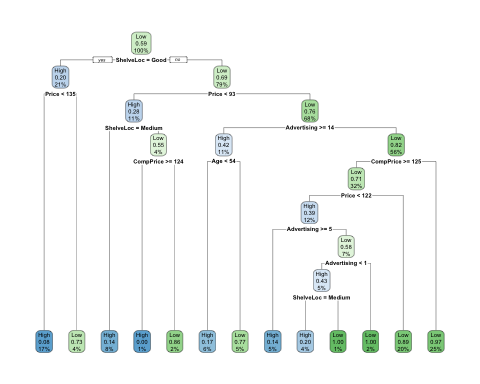 Low
0.59
100%
yes ShelveLoc = Good no
High
0.20
21%
Low
0.69
79%
Price < 135
Price < 93
High
0.28
11%
Low
0.76
68%
ShelveLoc = Medium
Advertising >= 14
Low
0.55
4%
High
0.42
11%
Low
0.82
56%
CompPrice >= 124
Age < 54
CompPrice >= 125
Low
0.71
32%
Price < 122
High
0.39
12%
Advertising >= 5
Low
0.58
7%
Advertising < 1
High
0.43
5%
ShelveLoc = Medium
High
0.08
17%
Low
0.73
4%
High
0.14
8%
High
0.00
1%
Low
0.86
2%
High
0.17
6%
Low
0.77
5%
High
0.14
5%
High
0.20
4%
Low
1.00
1%
Low
1.00
2%
Low
0.89
20%
Low
0.97
25%